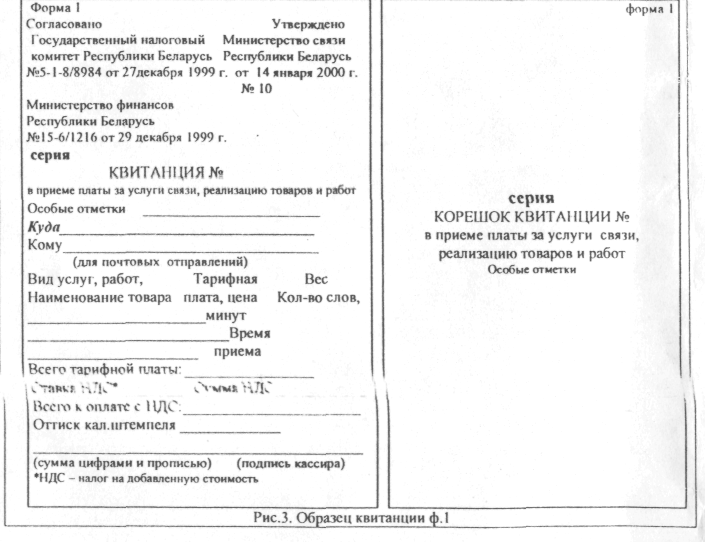 Форма 1
Согласовано Утверждено
Государственный налоговый Министерство связи
комитет Республики Беларусь Республики Беларусь
№5-1-8/8984 от 27декабря 1999 г. от 14 января 2000 г.
№ 10
Министерство финансов
Республики Беларусь
№15-6/1216 от 29 декабря 1999 г.
серия
КВИТАНЦИЯ №
в приеме платы за услуги связи, реализацию товаров и работ
Особые отметки
Куда
Кому
(для почтовых отправлений)
Вид услуг, работ, Тарифная Вес
Наименование товара плата, цена Кол-во слов,
минут
Время
приема
Всего тарифной платы:
Ставка НДС* Сумма НДС
Всего к оплате с НДС:
Оттиск кал.штемпеля
(сумма цифрами и прописью) (подпись кассира)
*НДС – налог на добавленную стоимость
форма 1
серия
КОРЕШОК КВИТАНЦИИ №
в приеме платы за услуги связи,
реализацию товаров и работ
Особые отметки
Рис.3. Образец квитанции ф.1